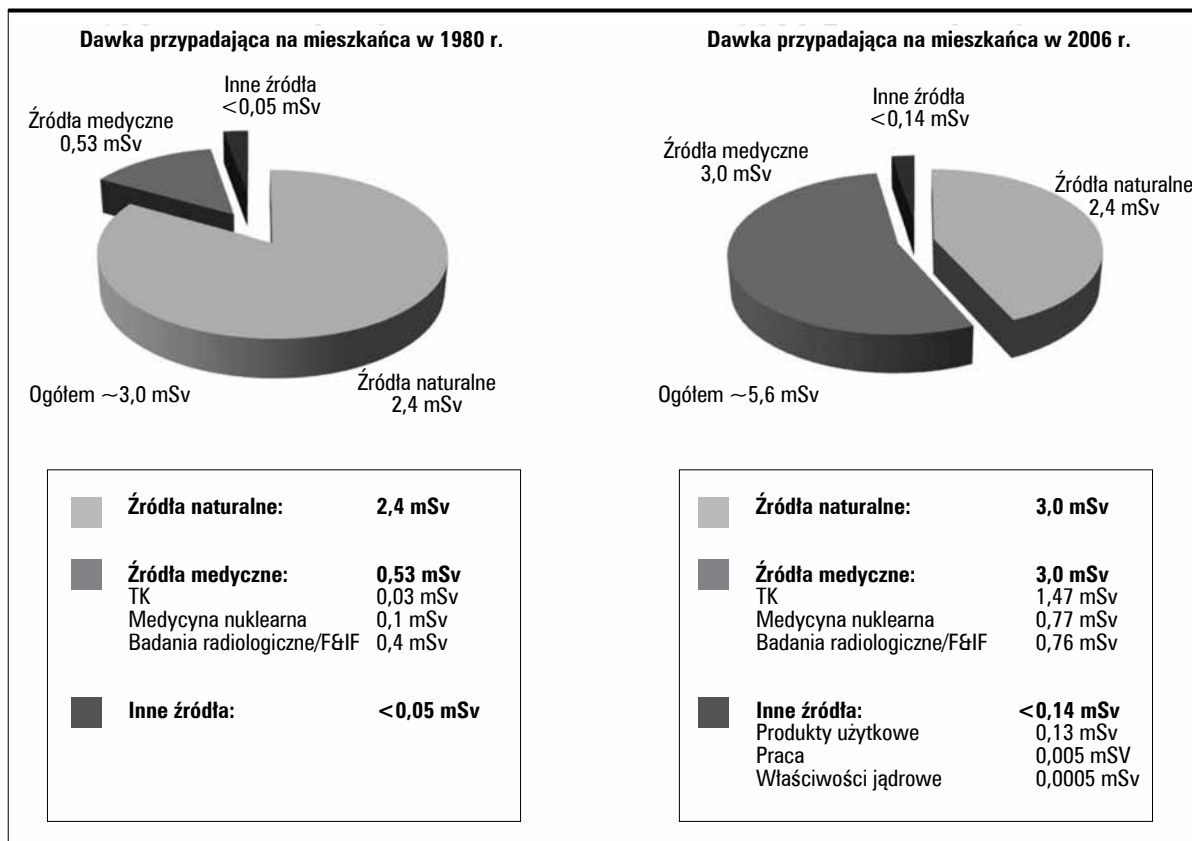 Dawka przypadająca na mieszkańca w 1980 r.
Inne źródła
<0,05 mSv
Źródła medyczne
0,53 mSv
Ogółem ~3,0 mSv
Źródła naturalne
2,4 mSv
Źródła naturalne: 2,4 mSv
Źródła medyczne: 0,53 mSv
TK 0,03 mSv
Medycyna nuklearna 0,1 mSv
Badania radiologiczne/F&IF 0,4 mSv
Inne źródła: <0,05 mSv
Dawka przypadająca na mieszkańca w 2006 r.
Inne źródła
<0,14 mSv
Źródła medyczne
3,0 mSv
Źródła naturalne
2,4 mSv
Ogółem ~5,6 mSv
Źródła naturalne: 3,0 mSv
Źródła medyczne: 3,0 mSv
TK 1,47 mSv
Medycyna nuklearna 0,77 mSv
Badania radiologiczne/F&IF 0,76 mSv
Inne źródła: <0,14 mSv
Produkty użytkowe 0,13 mSv
Praca 0,005 mSV
Właściwości jądrowe 0,0005 mSv